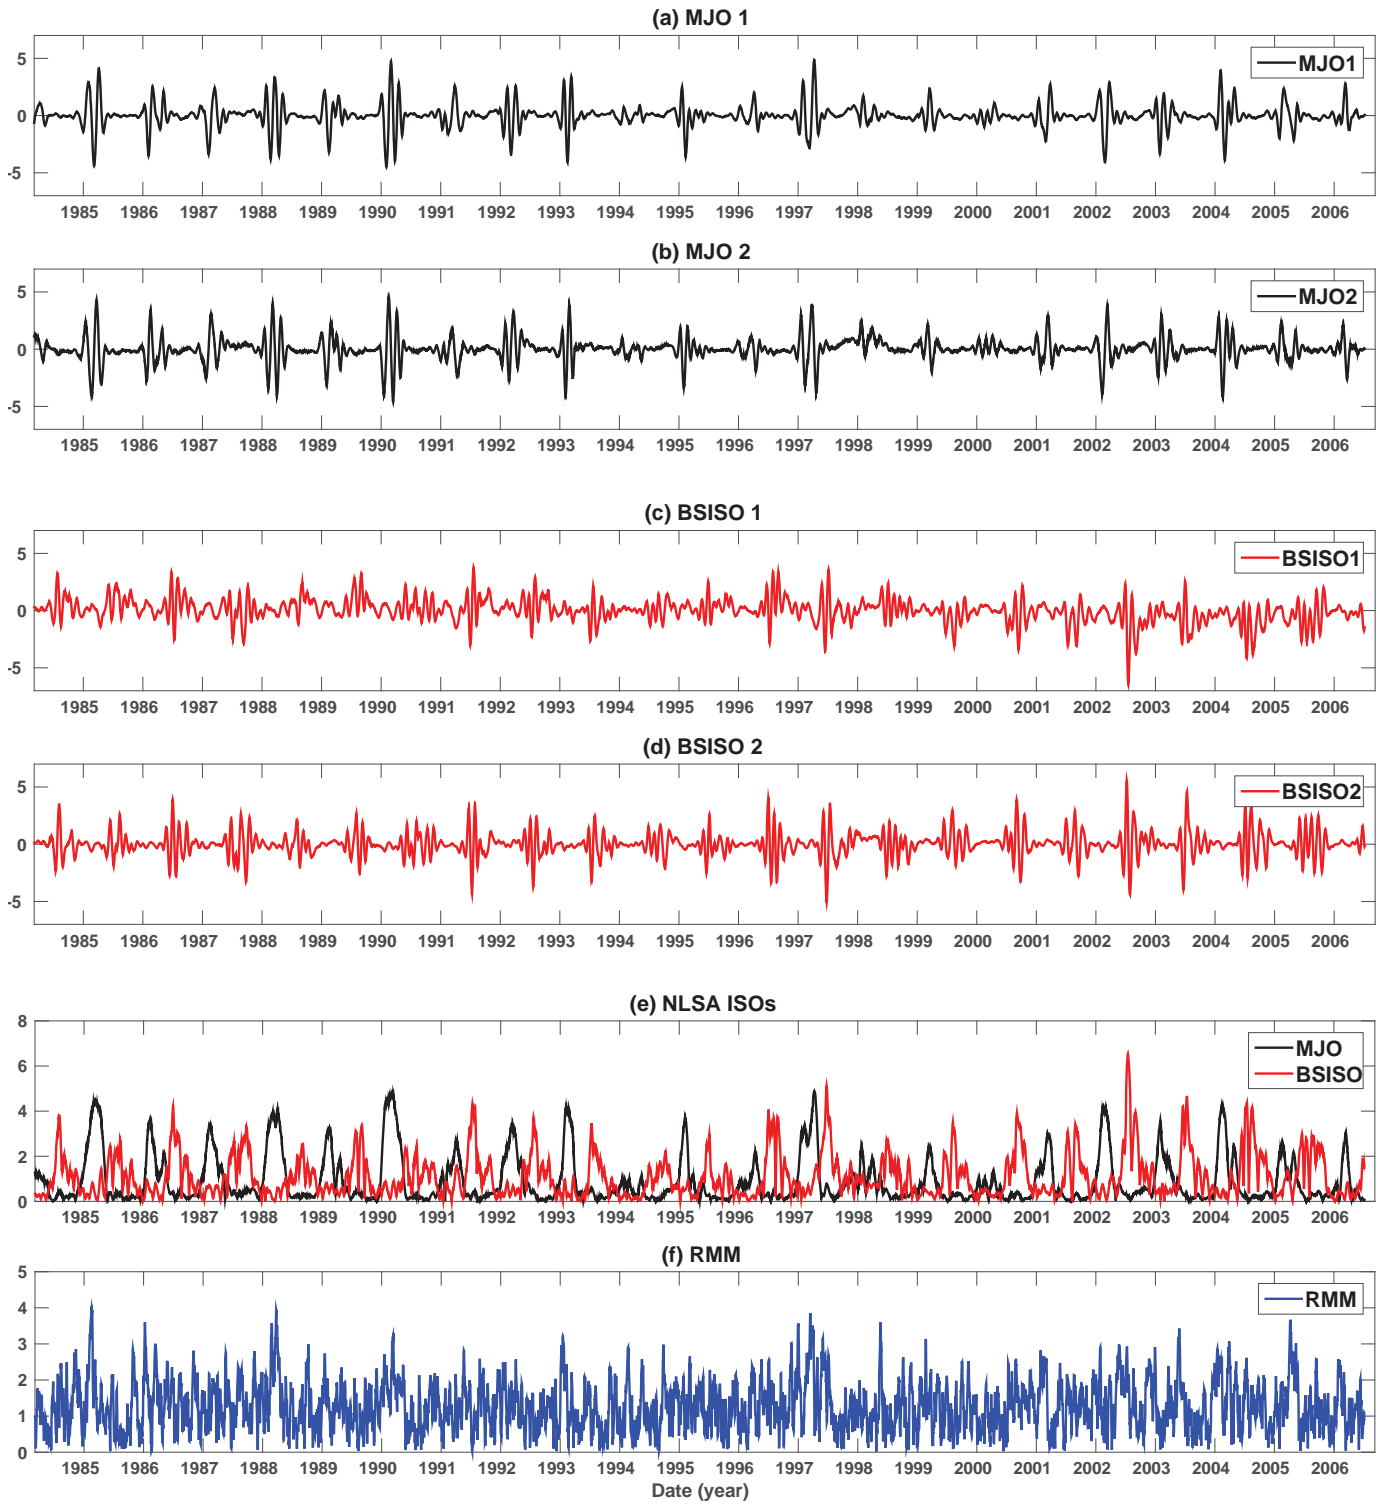 (a) MJO 1
MJO1
5
0
-5
1985 1986 1987 1988 1989 1990 1991 1992 1993 1994 1995 1996 1997 1998 1999 2000 2001 2002 2003 2004 2005 2006
(b) MJO 2
MJO2
5
0
-5
1985 1986 1987 1988 1989 1990 1991 1992 1993 1994 1995 1996 1997 1998 1999 2000 2001 2002 2003 2004 2005 2006
(c) BSISO 1
BSISO1
5
0
-5
1985 1986 1987 1988 1989 1990 1991 1992 1993 1994 1995 1996 1997 1998 1999 2000 2001 2002 2003 2004 2005 2006
(d) BSISO 2
BSISO2
5
0
-5
1985 1986 1987 1988 1989 1990 1991 1992 1993 1994 1995 1996 1997 1998 1999 2000 2001 2002 2003 2004 2005 2006
(e) NLSA ISOs
8
MJO
BSISO
6
4
2
0
1985 1986 1987 1988 1989 1990 1991 1992 1993 1994 1995 1996 1997 1998 1999 2000 2001 2002 2003 2004 2005 2006
(f) RMM
5
RMM
4
3
2
1
0
1985 1986 1987 1988 1989 1990 1991 1992 1993 1994 1995 1996 1997 1998 1999 2000 2001 2002 2003 2004 2005 2006
Date (year)